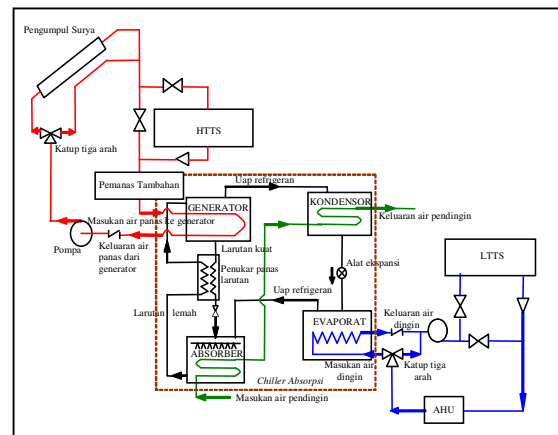 Pengumpul Surya
Katup tiga arah
HTTS
Pemanas Tambahan
Uap refrigeran
Masukan air panas ke generator
GENERATOR
KONDENSOR
Keluaran air pendingin
Pompa
Keluaran air
panas dari
generator
Larutan kuat
Penukar panas
larutan
Alat ekspansi
LTTS
Uap refrigeran
Larutan lemah
EVAPORAT
Keluaran air
dingin
ABSORBER
Masukan air
dingin
Katup tiga
arah
Chiller Absorpsi
Masukan air pendingin
AHU